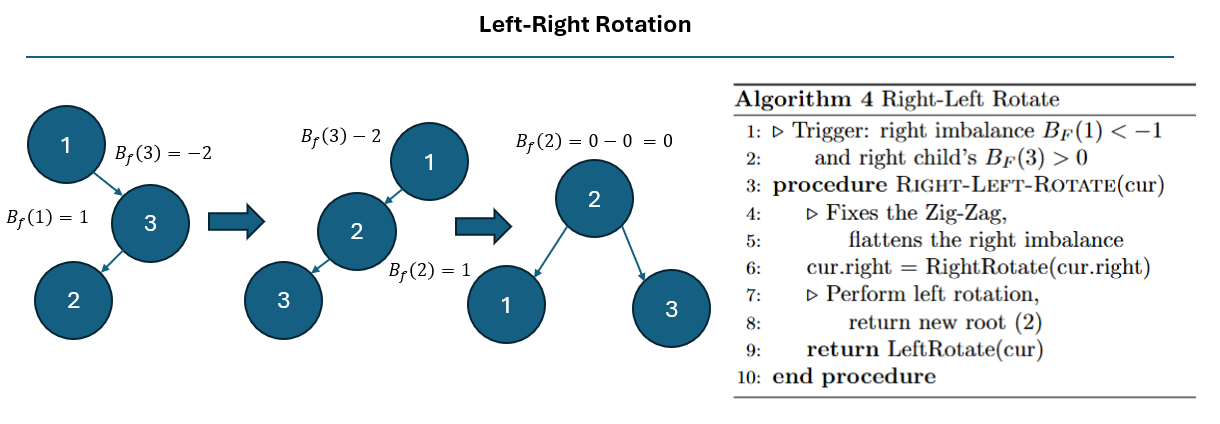 Left-Right Rotation
1
B_f(3) = −2
B_f(1) = 1
3
2
B_f(3) − 2
1
2
B_f(2) = 1
3
B_f(2) = 0 − 0 = 0
2
1
3
Algorithm 4 Right-Left Rotate
1: ▷ Trigger: right imbalance B_F(1) < −1
2: and right child's B_F(3) > 0
3: procedure RIGHT-LEFT-ROTATE(cur)
4: ▷ Fixes the Zig-Zag,
5: flattens the right imbalance
6: cur.right = RightRotate(cur.right)
7: ▷ Perform left rotation,
8: return new root (2)
9: return LeftRotate(cur)
10: end procedure